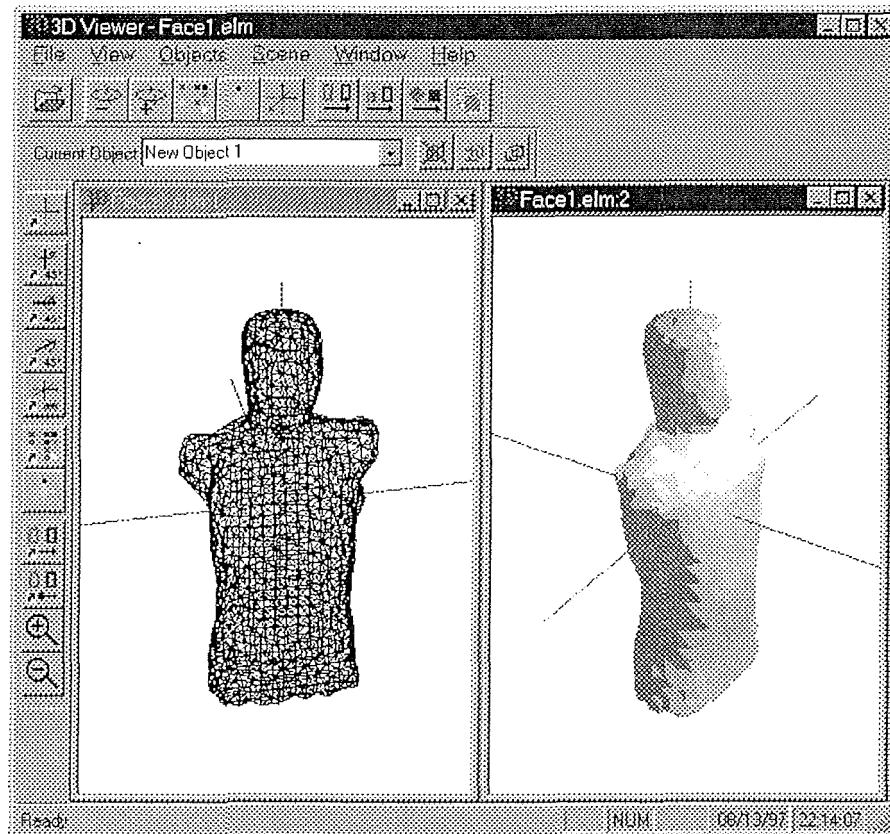 3D Viewer - Face1.elm
File View Objects Scene Window Help
Current Object New Object 1
Face1.elm:2
Ready NUM 08/13/97 22:14:07